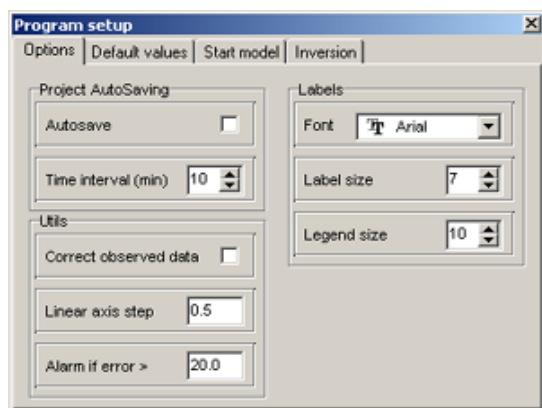 Program setup
Options Default values Start model Inversion
Project AutoSaving
Autosave
Time interval (min) 10
Utils
Correct observed data
Linear axis step 0.5
Alarm if error > 20.0
Labels
Font Arial
Label size 7
Legend size 10